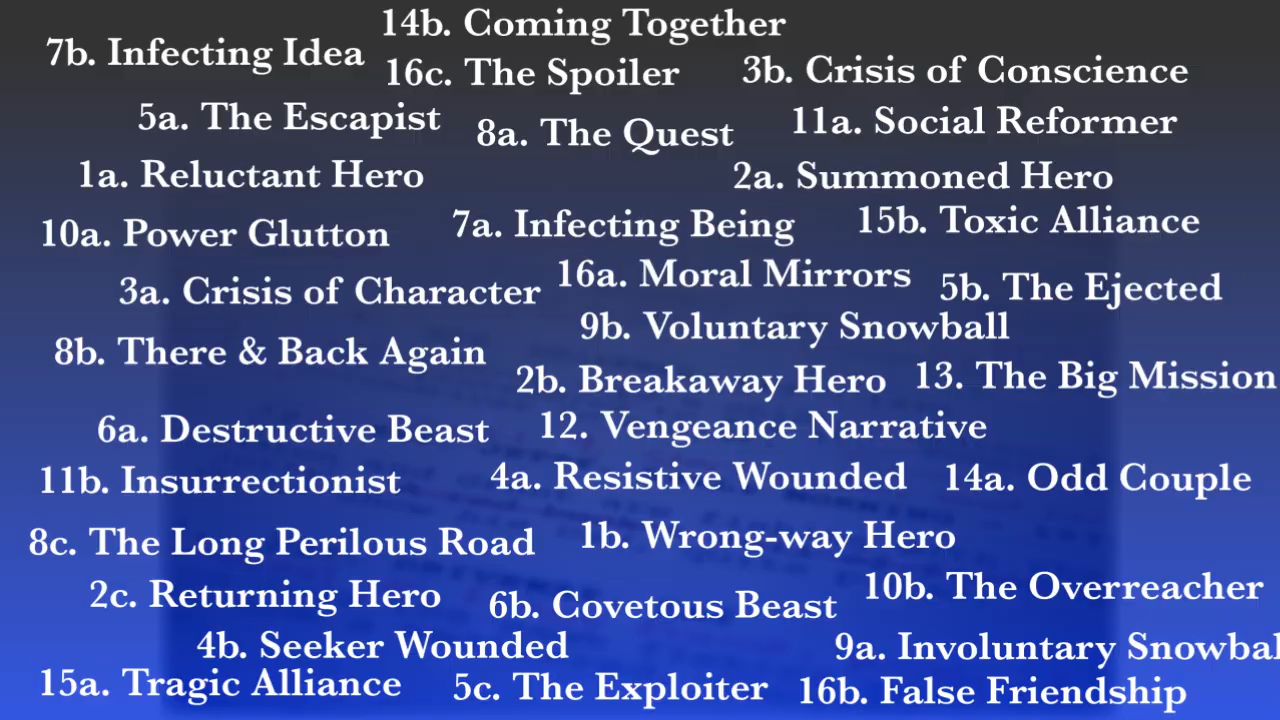 14b. Coming Together
7b. Infecting Idea
16c. The Spoiler
3b. Crisis of Conscience
5a. The Escapist
8a. The Quest
11a. Social Reformer
1a. Reluctant Hero
2a. Summoned Hero
10a. Power Glutton
7a. Infecting Being
15b. Toxic Alliance
3a. Crisis of Character
16a. Moral Mirrors
5b. The Ejected
9b. Voluntary Snowball
8b. There & Back Again
2b. Breakaway Hero
13. The Big Mission
6a. Destructive Beast
12. Vengeance Narrative
11b. Insurrectionist
4a. Resistive Wounded
14a. Odd Couple
8c. The Long Perilous Road
1b. Wrong-way Hero
2c. Returning Hero
6b. Covetous Beast
10b. The Overreacher
4b. Seeker Wounded
9a. Involuntary Snowbal
15a. Tragic Alliance
5c. The Exploiter
16b. False Friendship